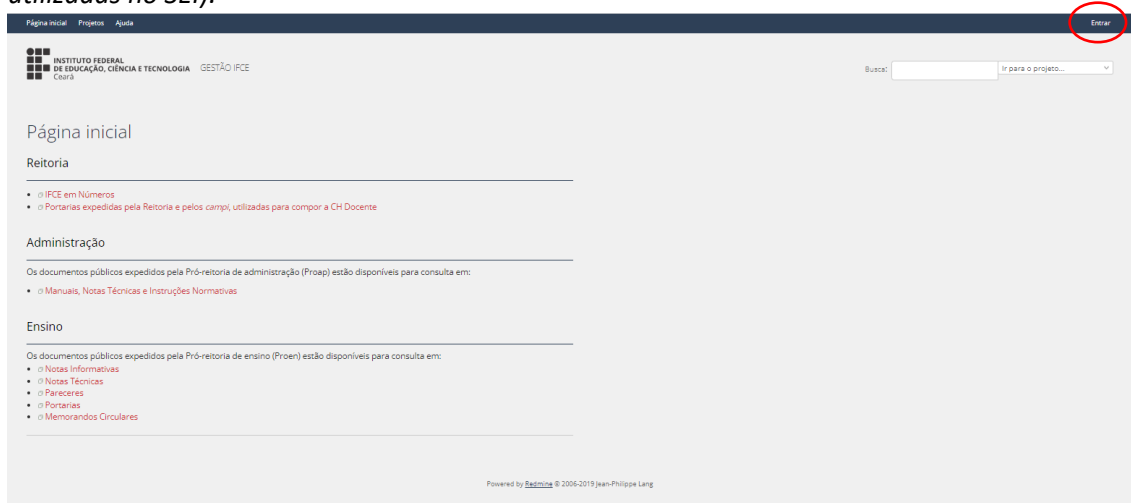 utilizadas no SEI).
Página inicial Projetos Ajuda Entrar
INSTITUTO FEDERAL
DE EDUCAÇÃO, CIÊNCIA E TECNOLOGIA
Ceará
GESTÃO IFCE
Busca: Ir para o projeto...
Página inicial
Reitoria
IFCE em Números
Portarias expedidas pela Reitoria e pelos campi, utilizadas para compor a CH Docente
Administração
Os documentos públicos expedidos pela Pró-reitoria de administração (Proap) estão disponíveis para consulta em:
Manuais, Notas Técnicas e Instruções Normativas
Ensino
Os documentos públicos expedidos pela Pró-reitoria de ensino (Proen) estão disponíveis para consulta em:
Notas Informativas
Notas Técnicas
Pareceres
Portarias
Memorandos Circulares
Powered by Redmine © 2006-2019 Jean-Philippe Lang